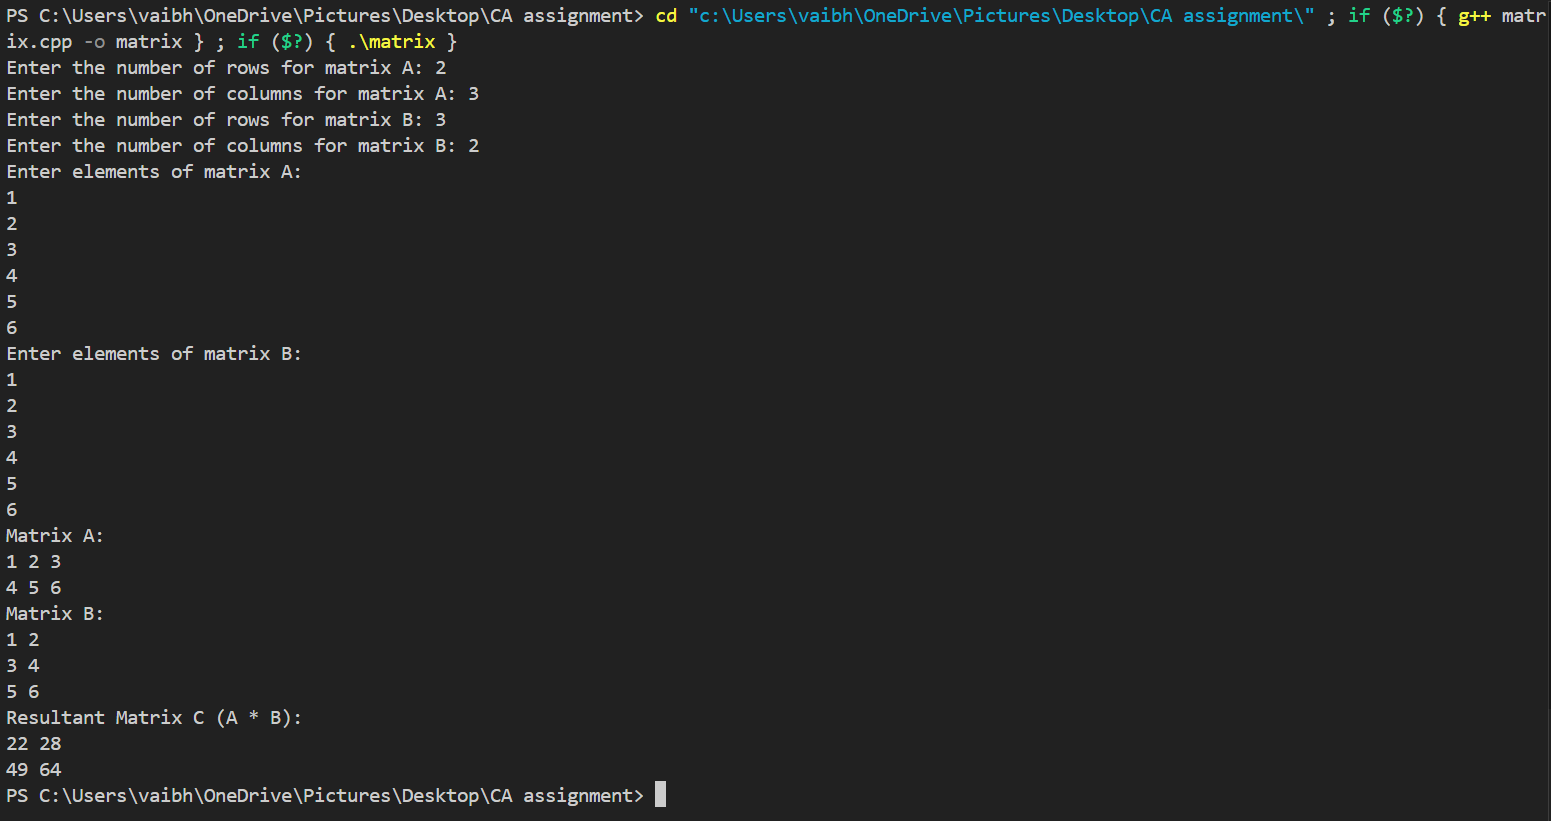 PS C:\Users\vaibh\OneDrive\Pictures\Desktop\CA assignment> cd "c:\Users\vaibh\OneDrive\Pictures\Desktop\CA assignment\" ; if ($?) { g++ matr
ix.cpp -o matrix } ; if ($?) { .\matrix }
Enter the number of rows for matrix A: 2
Enter the number of columns for matrix A: 3
Enter the number of rows for matrix B: 3
Enter the number of columns for matrix B: 2
Enter elements of matrix A:
1
2
3
4
5
6
Enter elements of matrix B:
1
2
3
4
5
6
Matrix A:
1 2 3
4 5 6
Matrix B:
1 2
3 4
5 6
Resultant Matrix C (A * B):
22 28
49 64
PS C:\Users\vaibh\OneDrive\Pictures\Desktop\CA assignment>